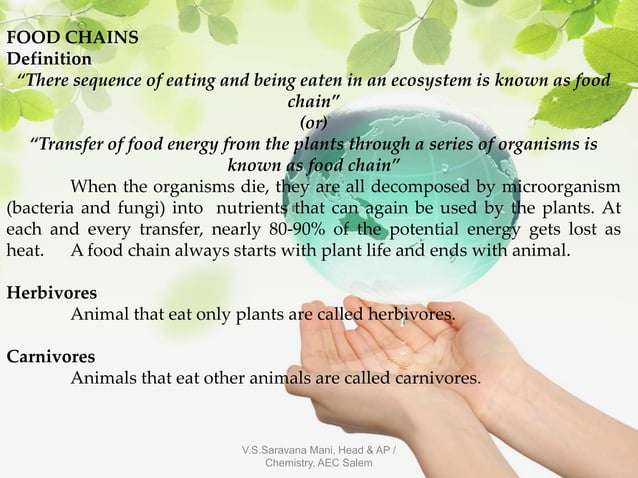 FOOD CHAINS
Definition
“There sequence of eating and being eaten in an ecosystem is known as food
chain”
(or)
“Transfer of food energy from the plants through a series of organisms is
known as food chain”
When the organisms die, they are all decomposed by microorganism
(bacteria and fungi) into nutrients that can again be used by the plants. At
each and every transfer, nearly 80-90% of the potential energy gets lost as
heat. A food chain always starts with plant life and ends with animal.
Herbivores
Animal that eat only plants are called herbivores.
Carnivores
Animals that eat other animals are called carnivores.
V.S.Saravana Mani, Head & AP /
Chemistry, AEC Salem